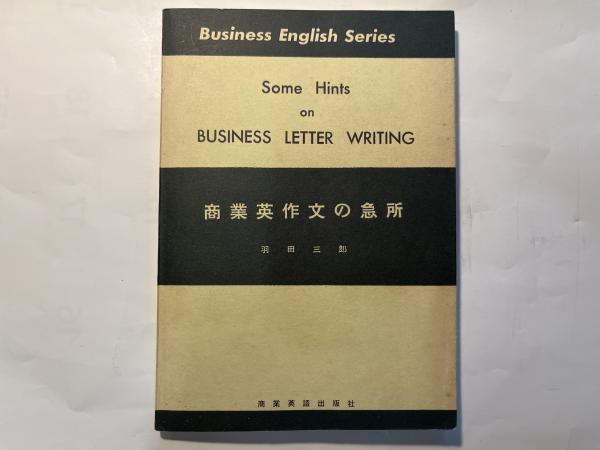 Business English Series
Some Hints
on
BUSINESS LETTER WRITING
商業英作文の急所
羽田三郎
商業英語出版社